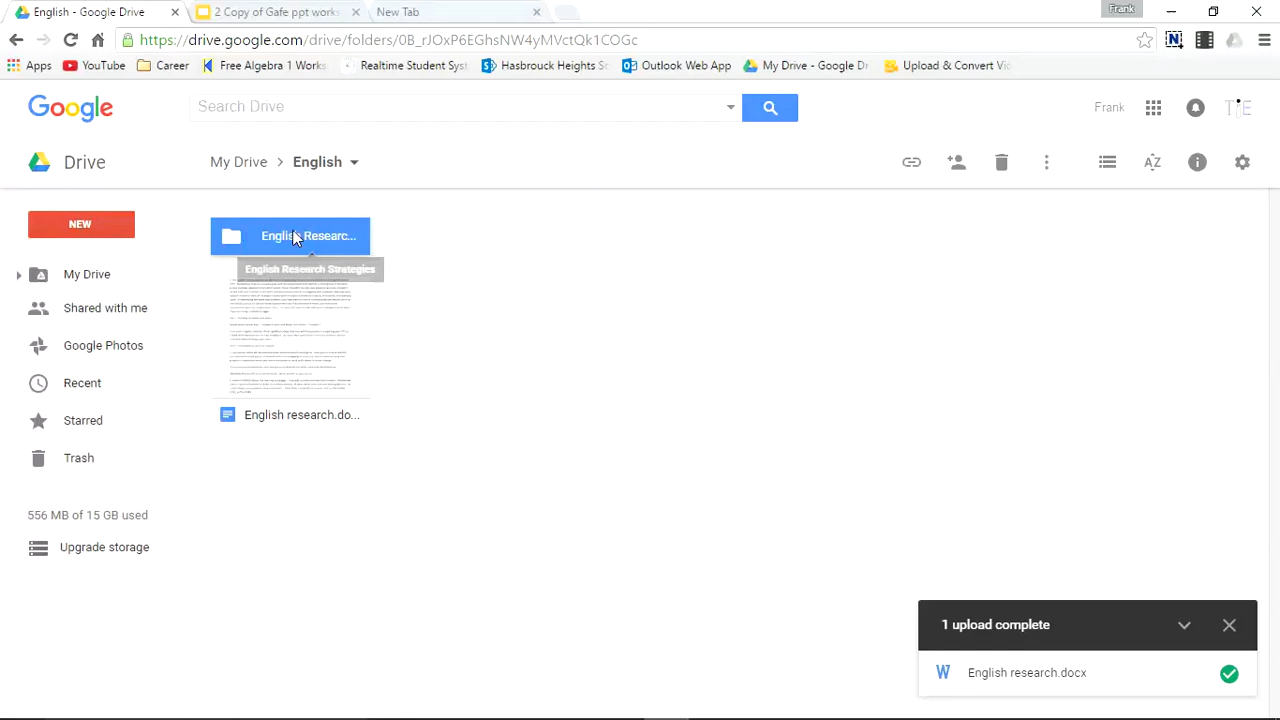 English - Google Drive
2 Copy of Gafe ppt works
New Tab
Frank
https://drive.google.com/drive/folders/0B_rJOxP6EGhsNW4yMVctQk1COGc
Apps
YouTube
Career
Free Algebra 1 Works
Realtime Student Syst
Hasbrouck Heights Sc
Outlook Web App
My Drive - Google Dr
Upload & Convert Vid
Google
Search Drive
Frank
Drive
My Drive > English
AZ
NEW
English Researc...
English Research Strategies
My Drive
Shared with me
Google Photos
Recent
English research.do...
Starred
Trash
556 MB of 15 GB used
Upgrade storage
1 upload complete
W English research.docx